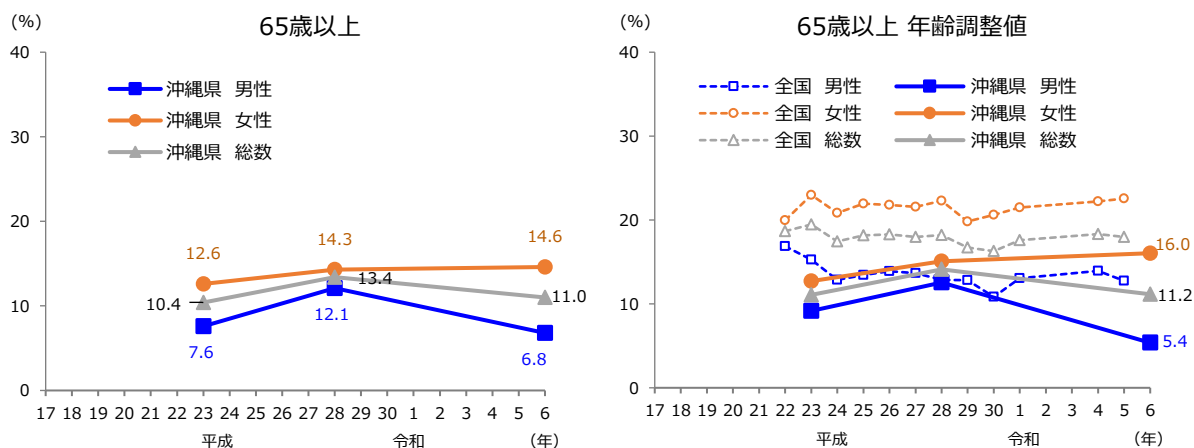 (%)
65歳以上
40
30
20
10
0
沖縄県 男性
沖縄県 女性
沖縄県 総数
12.6
14.3
14.6
10.4
13.4
11.0
7.6
12.1
6.8
17 18 19 20 21 22 23 24 25 26 27 28 29 30 1 2 3 4 5 6
平成 令和 (年)
(%)
65歳以上 年齢調整値
40
30
20
10
0
全国 男性 沖縄県 男性
全国 女性 沖縄県 女性
全国 総数 沖縄県 総数
16.0
11.2
5.4
17 18 19 20 21 22 23 24 25 26 27 28 29 30 1 2 3 4 5 6
平成 令和 (年)